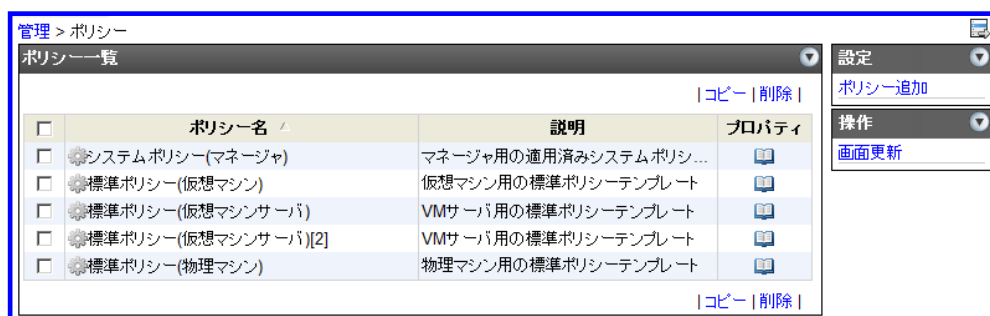 管理 > ポリシー
ポリシー一覧
| コピー | 削除 |
ポリシー名 説明 プロパティ
システムポリシー(マネージャ) マネージャ用の適用済みシステムポリシ...
標準ポリシー(仮想マシン) 仮想マシン用の標準ポリシーテンプレート
標準ポリシー(仮想マシンサーバ) VMサーバ用の標準ポリシーテンプレート
標準ポリシー(仮想マシンサーバ)[2] VMサーバ用の標準ポリシーテンプレート
標準ポリシー(物理マシン) 物理マシン用の標準ポリシーテンプレート
| コピー | 削除 |
設定
ポリシー追加
操作
画面更新